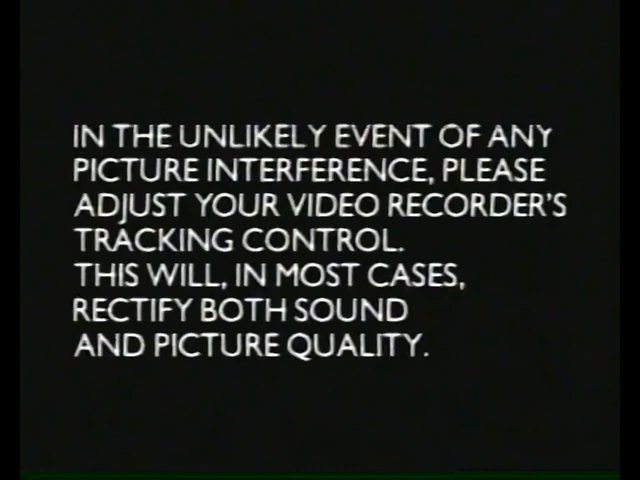 IN THE UNLIKELY EVENT OF ANY
PICTURE INTERFERENCE, PLEASE
ADJUST YOUR VIDEO RECORDER'S
TRACKING CONTROL.
THIS WILL, IN MOST CASES,
RECTIFY BOTH SOUND
AND PICTURE QUALITY.